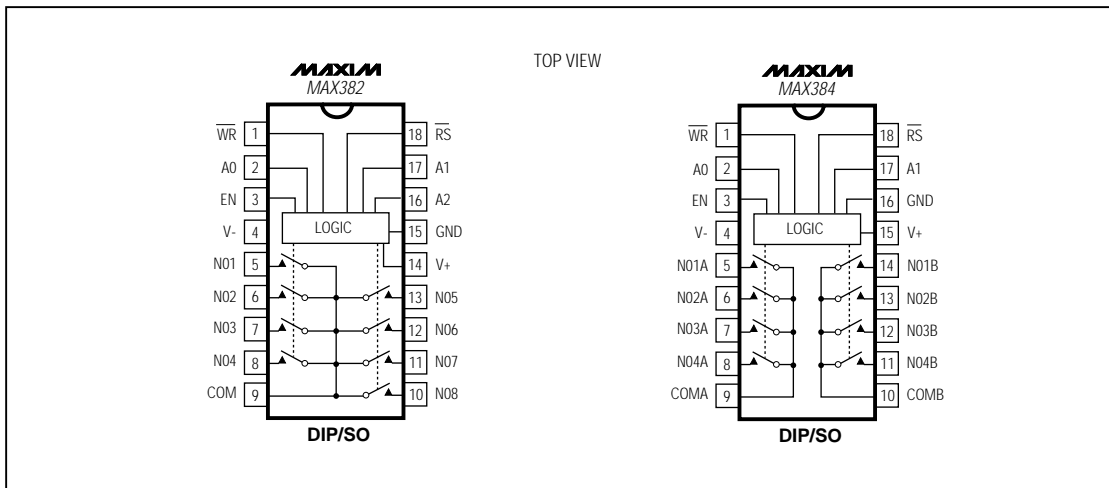 TOP VIEW
MAXIM
MAX382
W̅R̅ 1
A0 2
EN 3
V- 4
N01 5
N02 6
N03 7
N04 8
COM 9
18 R̅S̅
17 A1
16 A2
15 GND
14 V+
13 N05
12 N06
11 N07
10 N08
LOGIC
DIP/SO
MAXIM
MAX384
W̅R̅ 1
A0 2
EN 3
V- 4
N01A 5
N02A 6
N03A 7
N04A 8
COMA 9
18 R̅S̅
17 A1
16 GND
15 V+
14 N01B
13 N02B
12 N03B
11 N04B
10 COMB
LOGIC
DIP/SO